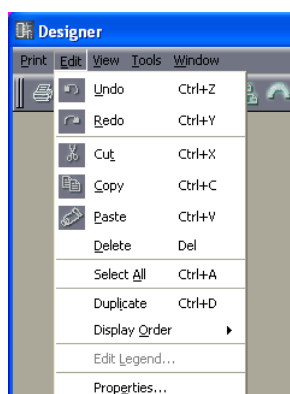 Designer
Print Edit View Tools Window
Undo Ctrl+Z
Redo Ctrl+Y
Cut Ctrl+X
Copy Ctrl+C
Paste Ctrl+V
Delete Del
Select All Ctrl+A
Duplicate Ctrl+D
Display Order
Edit Legend...
Properties...